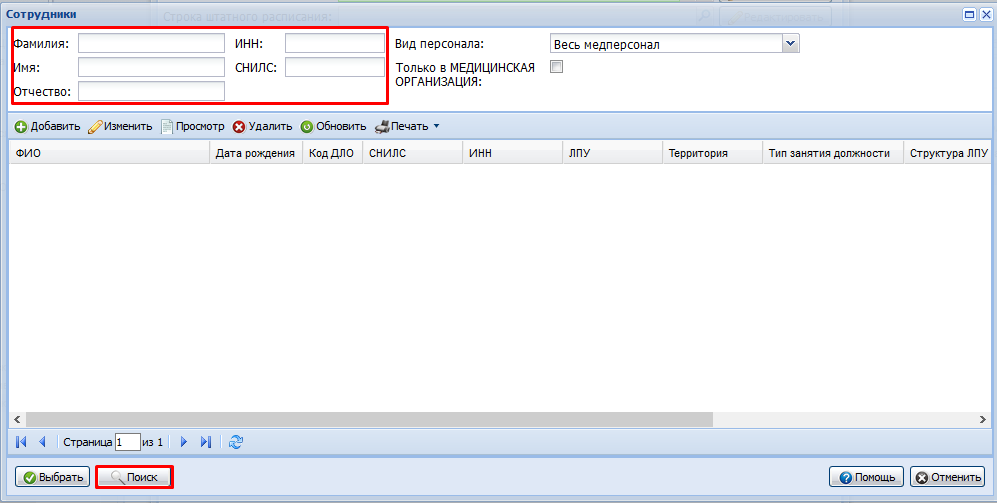 Строка штатного расписания:
Редактировать
Сотрудники
Фамилия: ИНН: Вид персонала: Весь медперсонал
Имя: СНИЛС: Только в МЕДИЦИНСКАЯ
ОРГАНИЗАЦИЯ:
Отчество:
Добавить Изменить Просмотр Удалить Обновить Печать
ФИО Дата рождения Код ДЛО СНИЛС ИНН ЛПУ Территория Тип занятия должности Структура ЛПУ
Страница 1 из 1
Выбрать Поиск Помощь Отменить